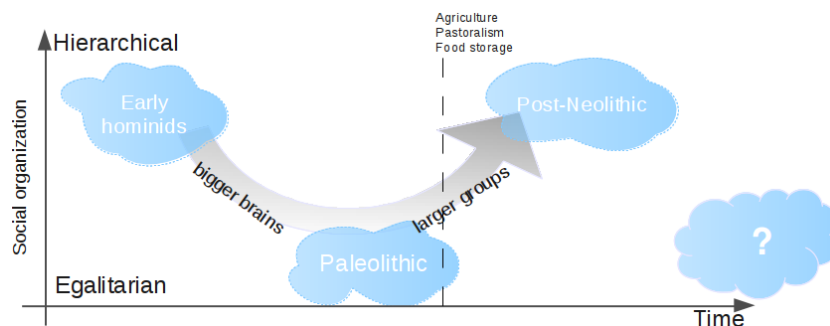 Agriculture
Pastoralism
Food storage
Hierarchical
Early
hominids
Post-Neolithic
Social organization
bigger brains
larger groups
Paleolithic
?
Egalitarian
Time